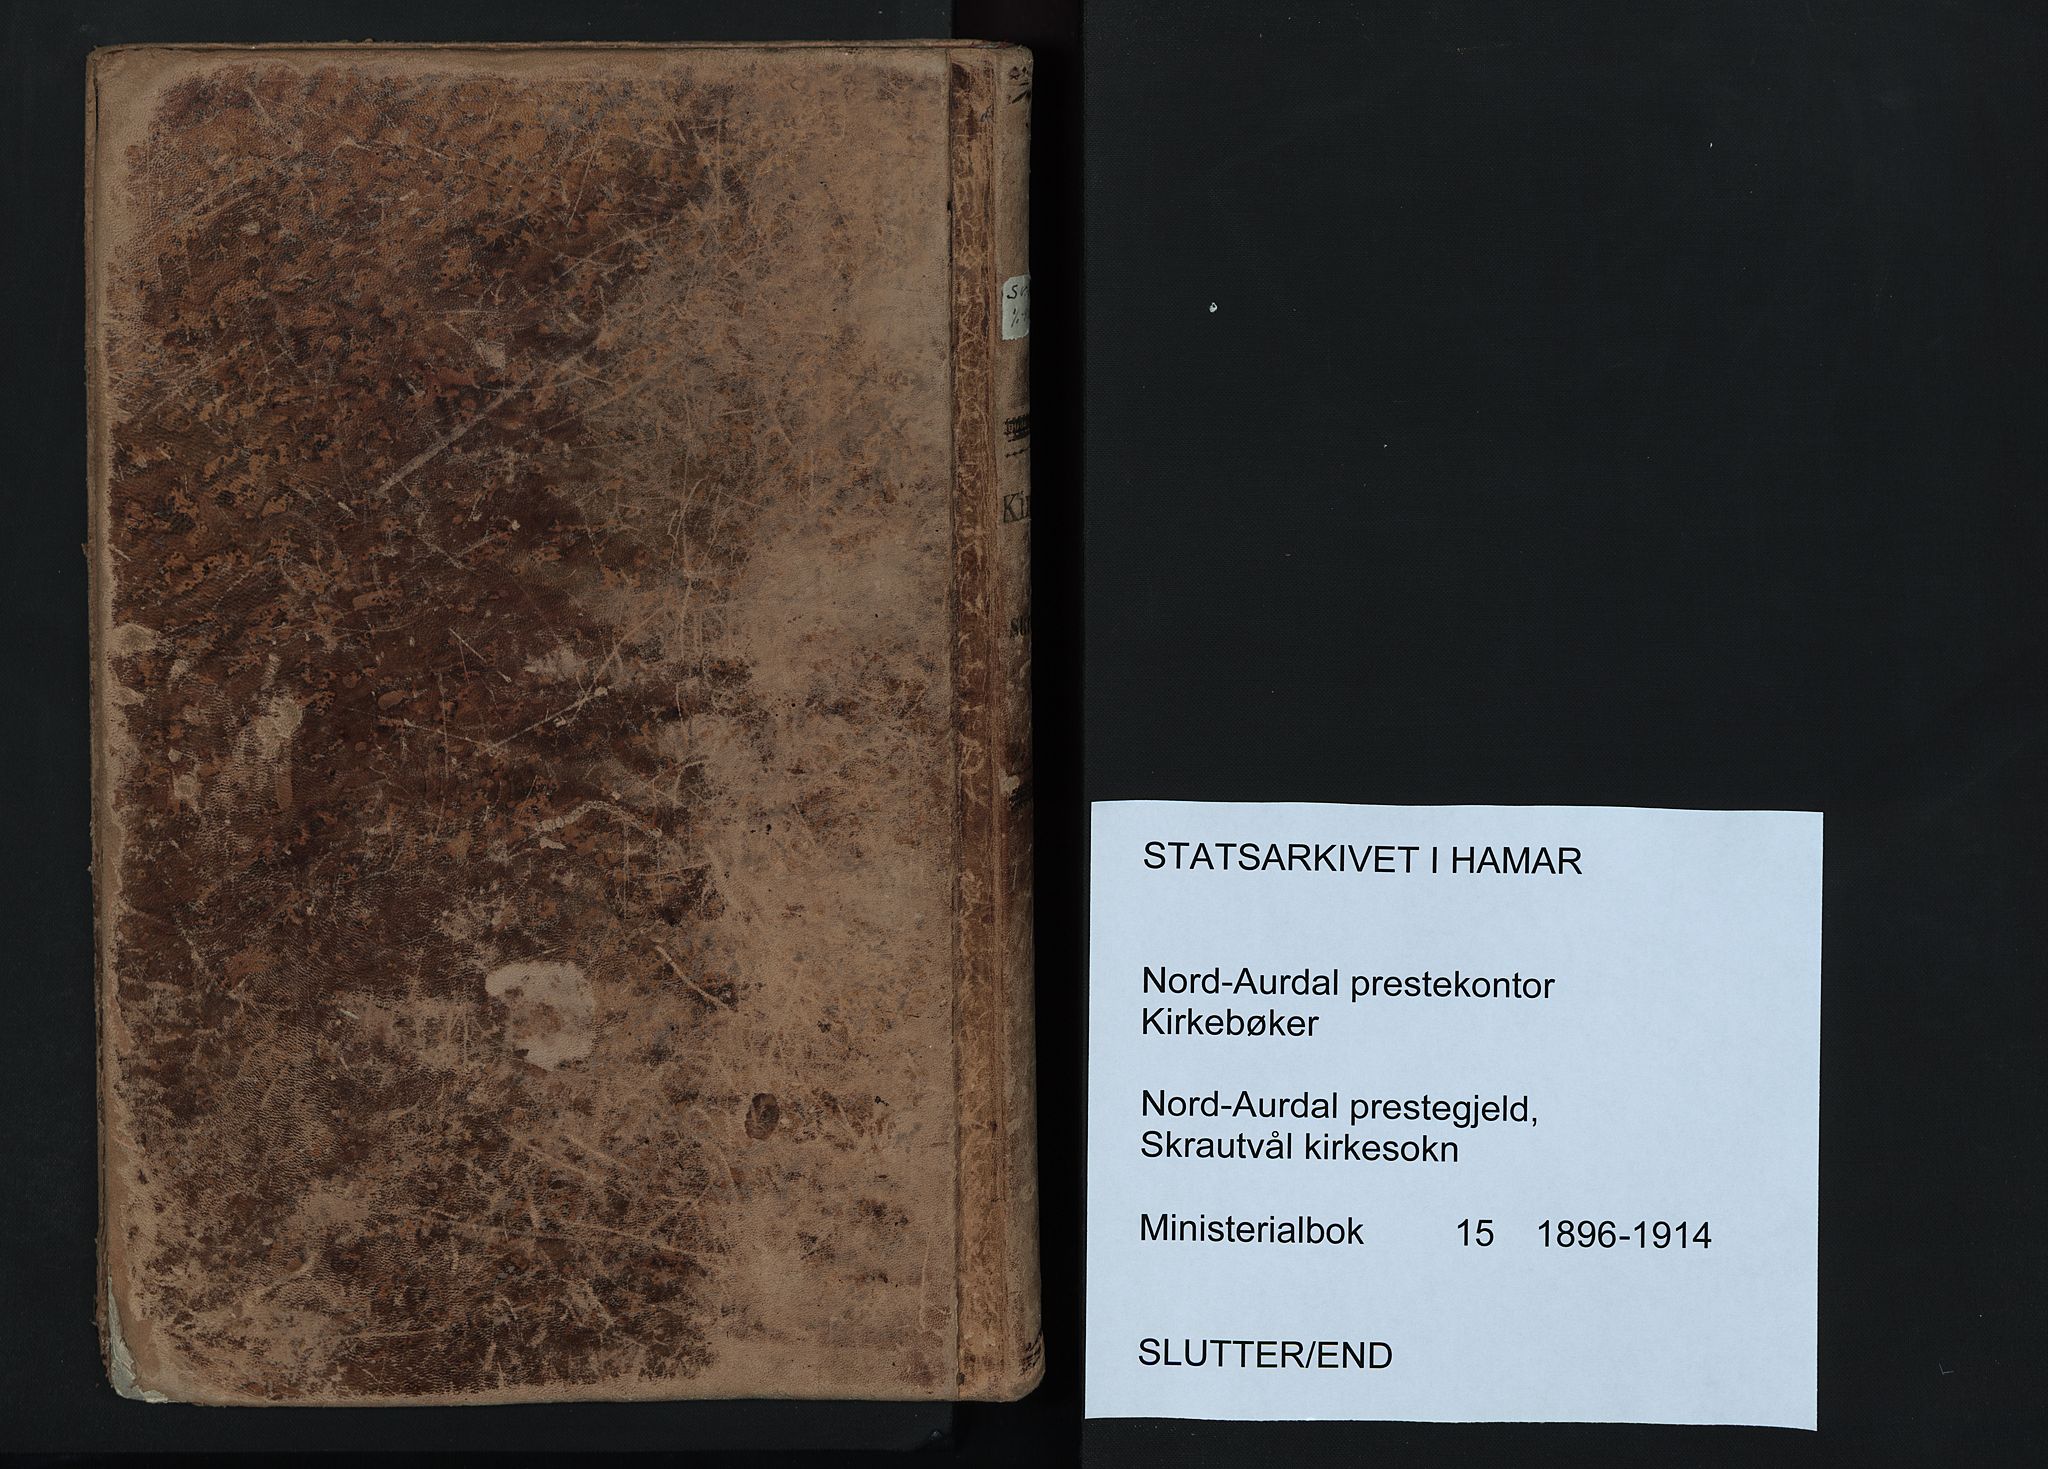 STATSARKIVET I HAMAR
Nord-Aurdal prestekontor
Kirkebøker
Nord-Aurdal prestegjeld,
Skrautvål kirkesokn
Ministerialbok 15 1896-1914
SLUTTER/END